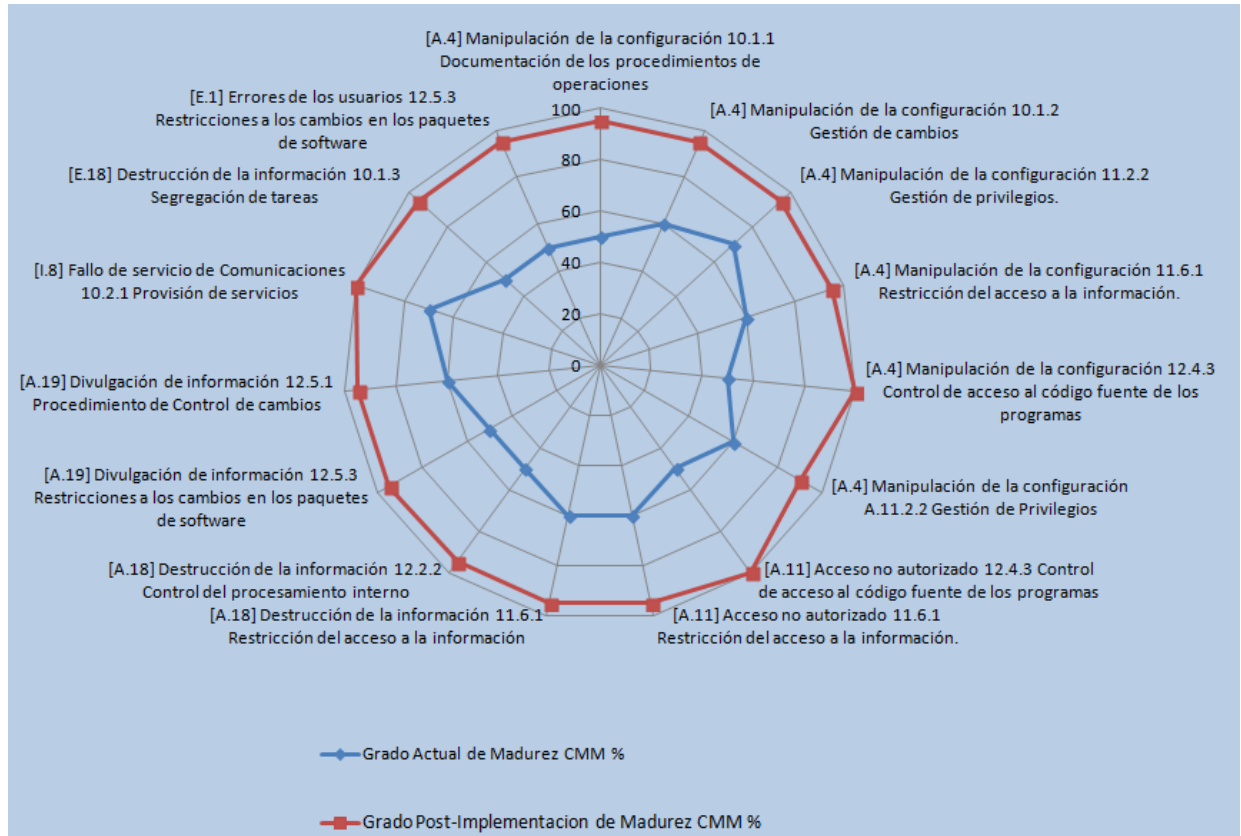 [A.4] Manipulación de la configuración 10.1.1
Documentación de los procedimientos de
operaciones
[A.4] Manipulación de la configuración 10.1.2
Gestión de cambios
[A.4] Manipulación de la configuración 11.2.2
Gestión de privilegios.
[A.4] Manipulación de la configuración 11.6.1
Restricción del acceso a la información.
[A.4] Manipulación de la configuración 12.4.3
Control de acceso al código fuente de los
programas
[A.4] Manipulación de la configuración
A.11.2.2 Gestión de Privilegios
[A.11] Acceso no autorizado 12.4.3 Control
de acceso al código fuente de los programas
[A.11] Acceso no autorizado 11.6.1
Restricción del acceso a la información.
[A.18] Destrucción de la información 11.6.1
Restricción del acceso a la información
[A.18] Destrucción de la información 12.2.2
Control del procesamiento interno
[A.19] Divulgación de información 12.5.3
Restricciones a los cambios en los paquetes
de software
[A.19] Divulgación de información 12.5.1
Procedimiento de Control de cambios
[I.8] Fallo de servicio de Comunicaciones
10.2.1 Provisión de servicios
[E.18] Destrucción de la información 10.1.3
Segregación de tareas
[E.1] Errores de los usuarios 12.5.3
Restricciones a los cambios en los paquetes
de software
100
80
60
40
20
0
Grado Actual de Madurez CMM %
Grado Post-Implementacion de Madurez CMM %